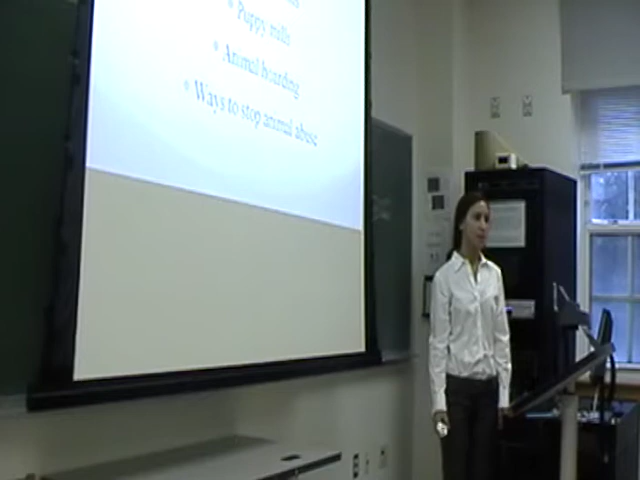 • Puppy mills
• Animal hoarding
• Ways to stop animal abuse